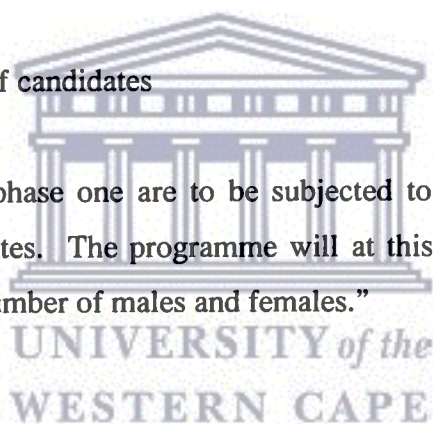 f candidates
phase one are to be subjected to
tes. The programme will at this
umber of males and females.”
UNIVERSITY of the
WESTERN CAPE